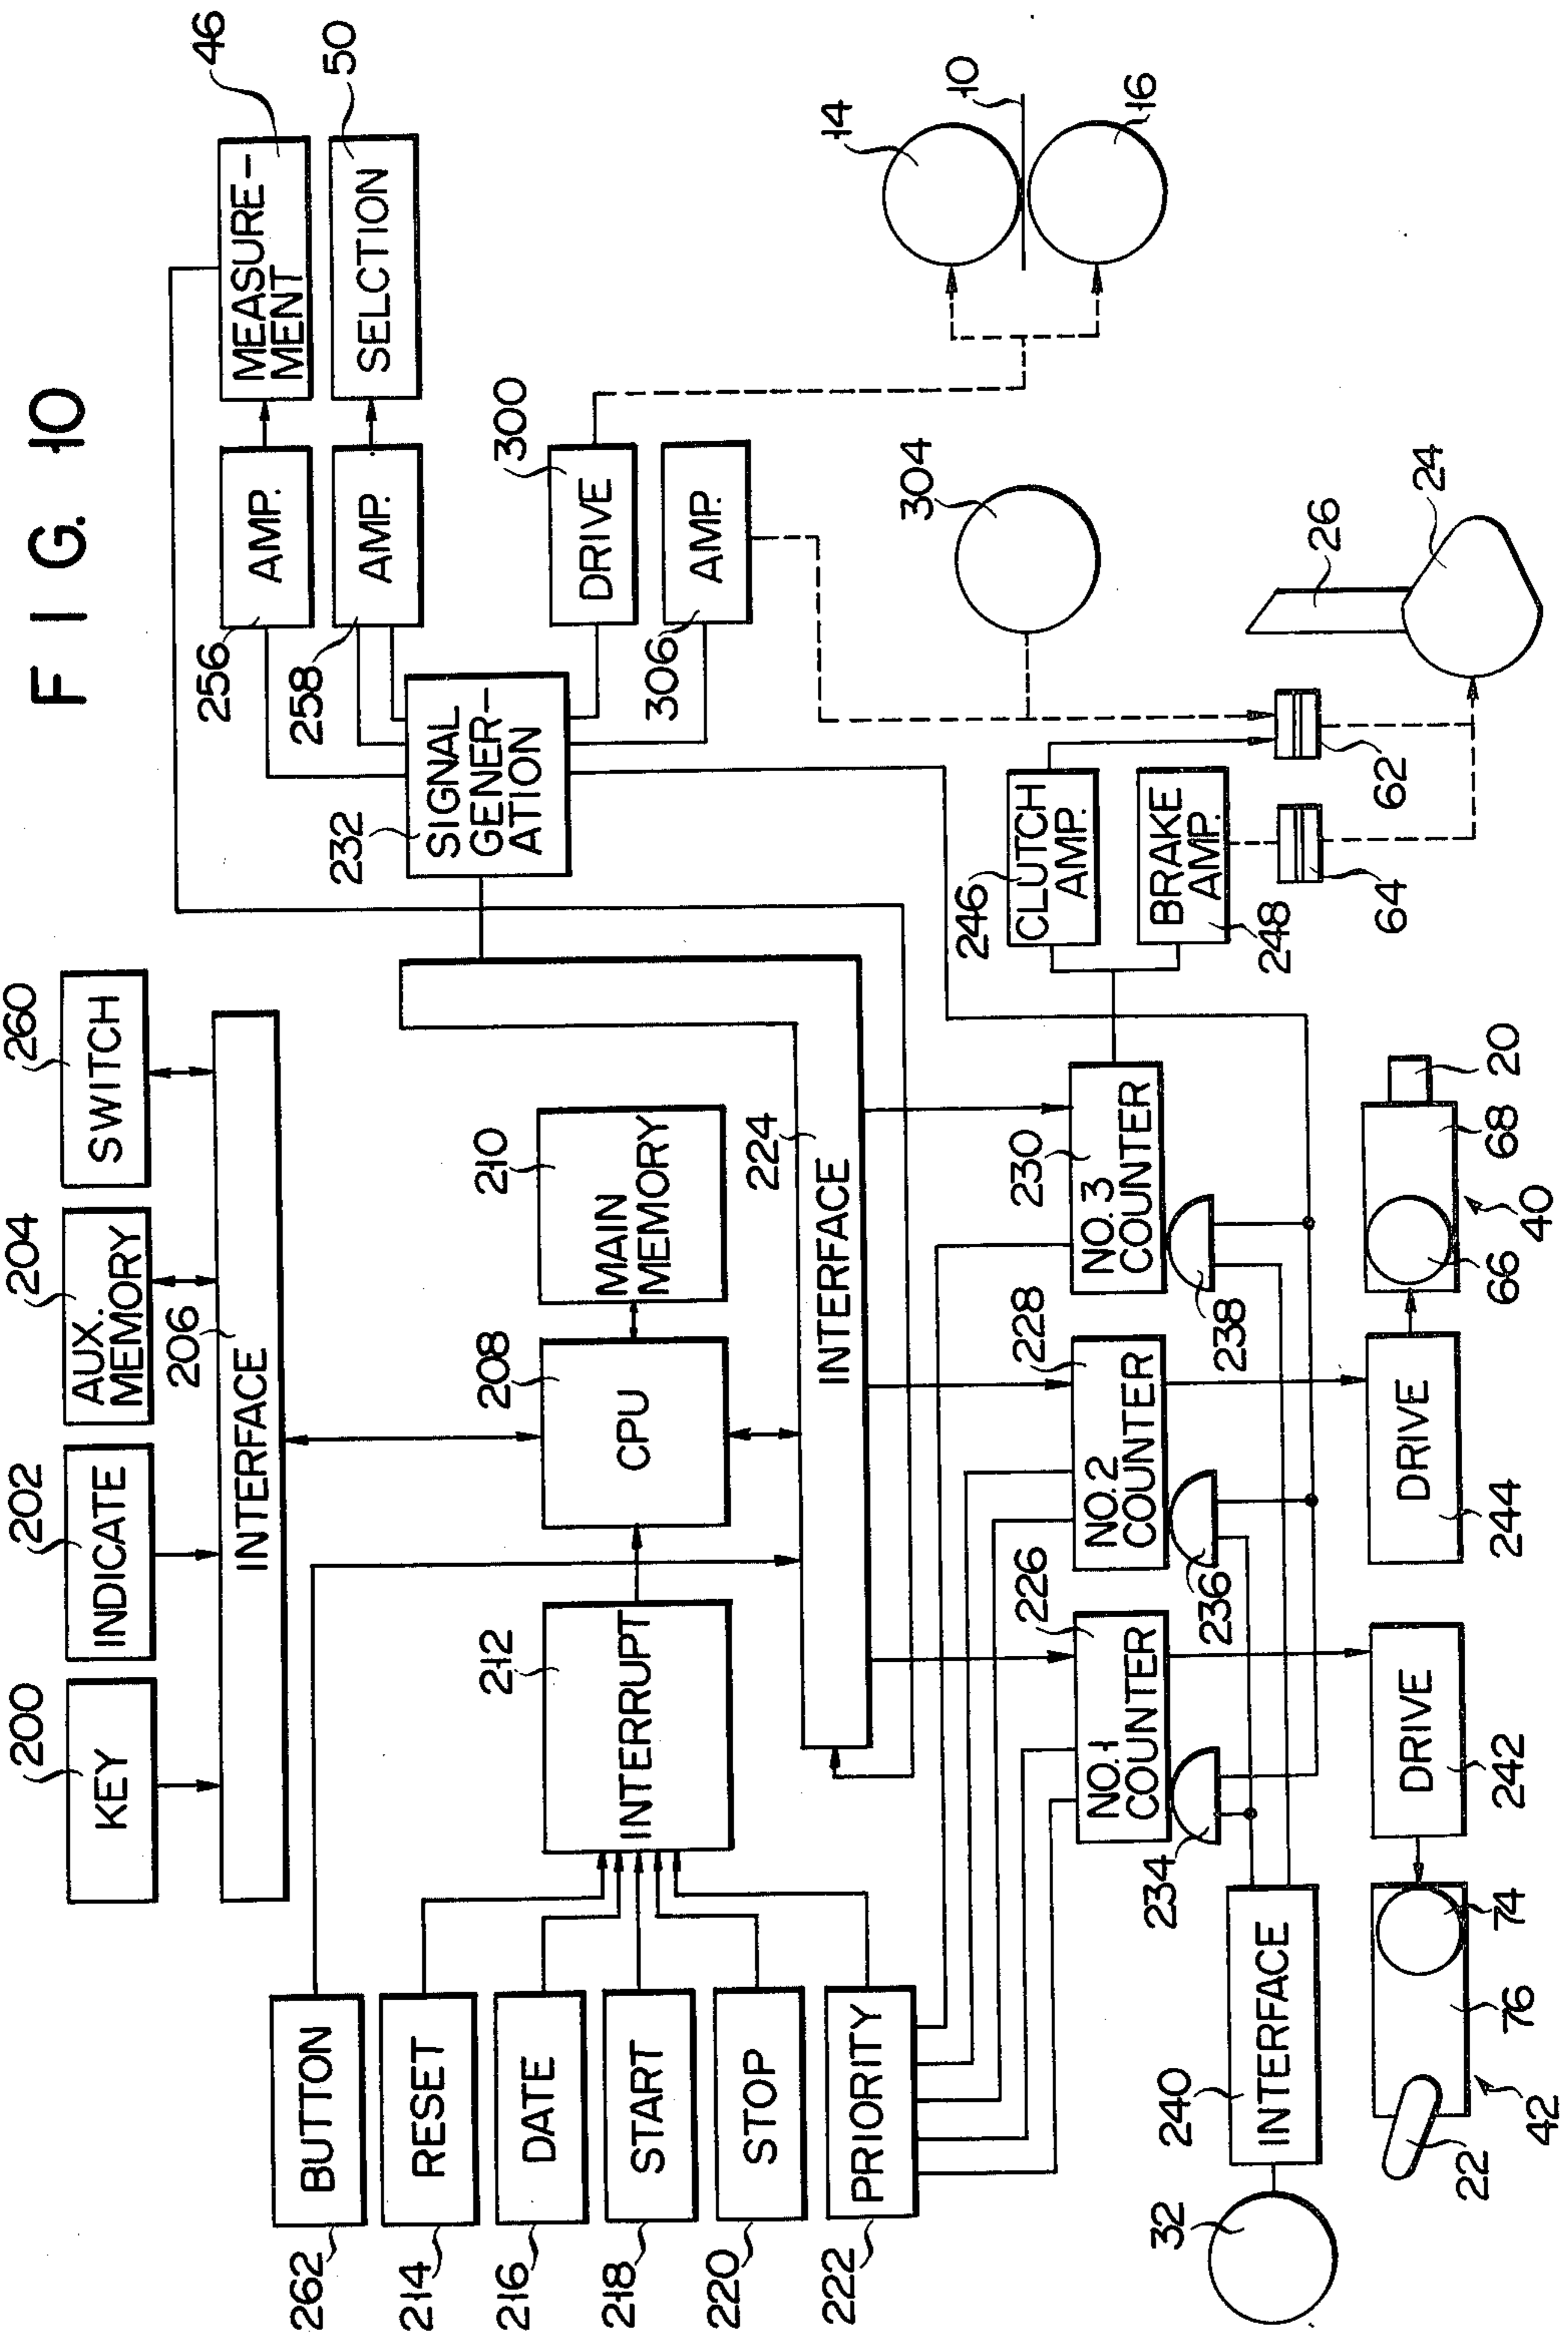 FIG. 10
KEY
200
INDICATE
202
AUX.
MEMORY
204
SWITCH
260
INTERFACE
206
MEASURE-
MENT
46
SELCTION
50
AMP.
256
AMP.
258
BUTTON
262
RESET
214
DATE
216
START
218
STOP
220
PRIORITY
222
INTERRUPT
212
CPU
208
MAIN
MEMORY
210
INTERFACE
224
SIGNAL
GENER-
ATION
232
DRIVE
300
AMP.
306
14
10
16
304
NO.1
COUNTER
226
NO.2
COUNTER
228
NO.3
COUNTER
230
234
236
238
CLUTCH
AMP.
246
BRAKE
AMP.
248
62
64
26
24
32
INTERFACE
240
DRIVE
242
DRIVE
244
22
42
76
74
66
40
68
20